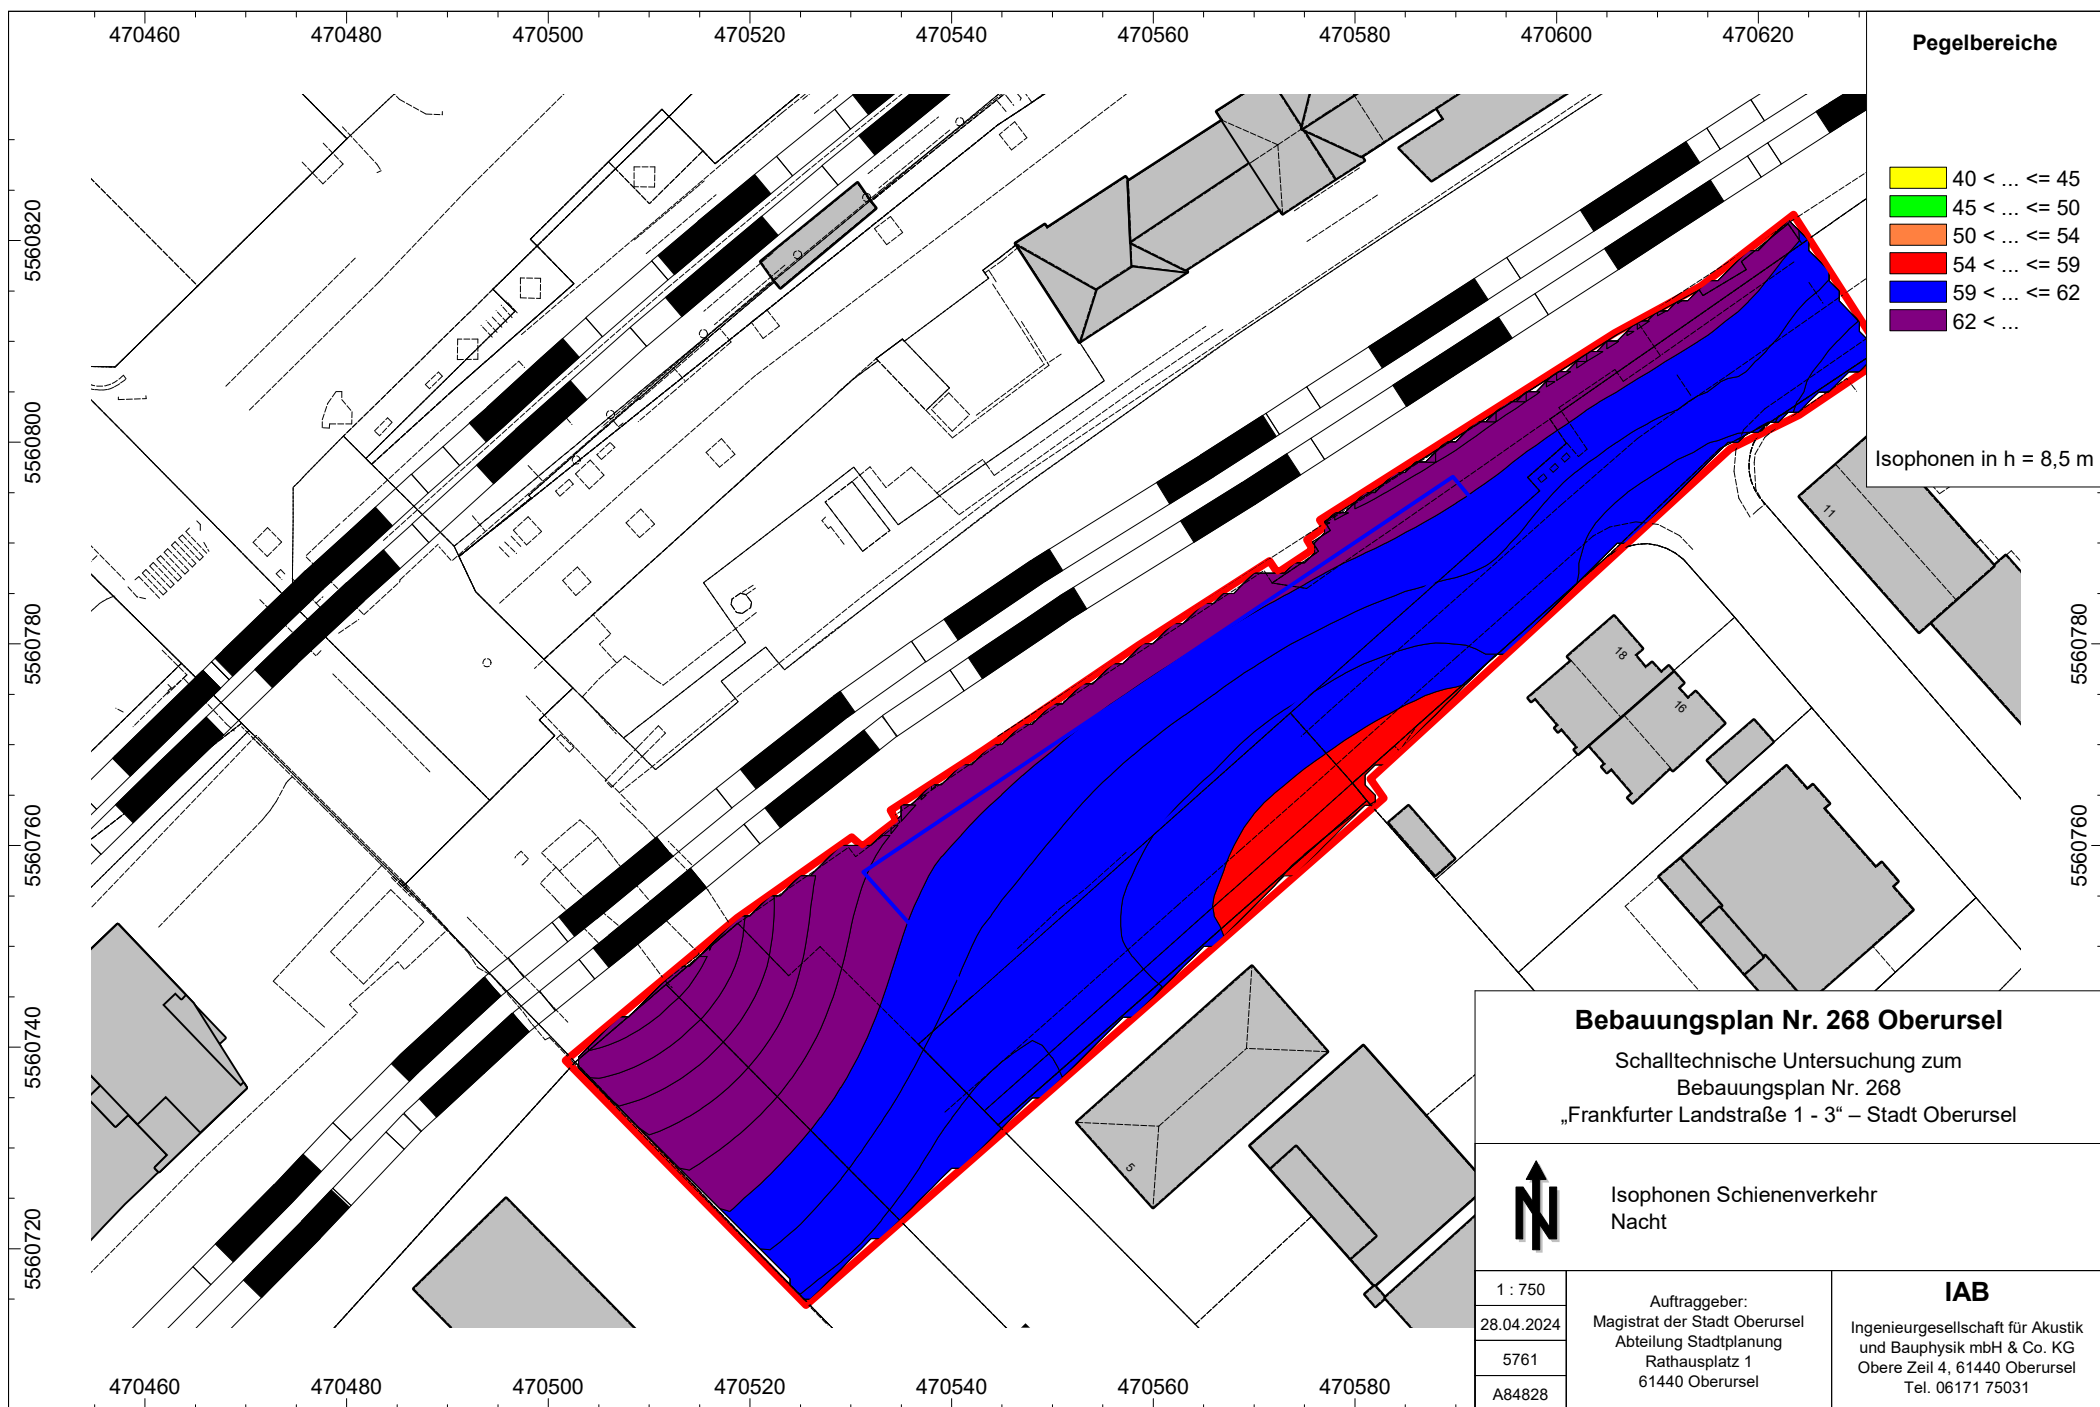 470460 470480 470500 470520 470540 470560 470580 470600 470620
Pegelbereiche
40 < ... <= 45
45 < ... <= 50
50 < ... <= 54
54 < ... <= 59
59 < ... <= 62
62 < ...
Isophonen in h = 8,5 m
5560820
5560800
5560780
5560760
5560740
5560720
5560780
5560760
11
18
16
5
Bebauungsplan Nr. 268 Oberursel
Schalltechnische Untersuchung zum
Bebauungsplan Nr. 268
„Frankfurter Landstraße 1 - 3“ – Stadt Oberursel
N
Isophonen Schienenverkehr
Nacht
1 : 750
28.04.2024
5761
A84828
Auftraggeber:
Magistrat der Stadt Oberursel
Abteilung Stadtplanung
Rathausplatz 1
61440 Oberursel
IAB
Ingenieurgesellschaft für Akustik
und Bauphysik mbH & Co. KG
Obere Zeil 4, 61440 Oberursel
Tel. 06171 75031
470460 470480 470500 470520 470540 470560 470580